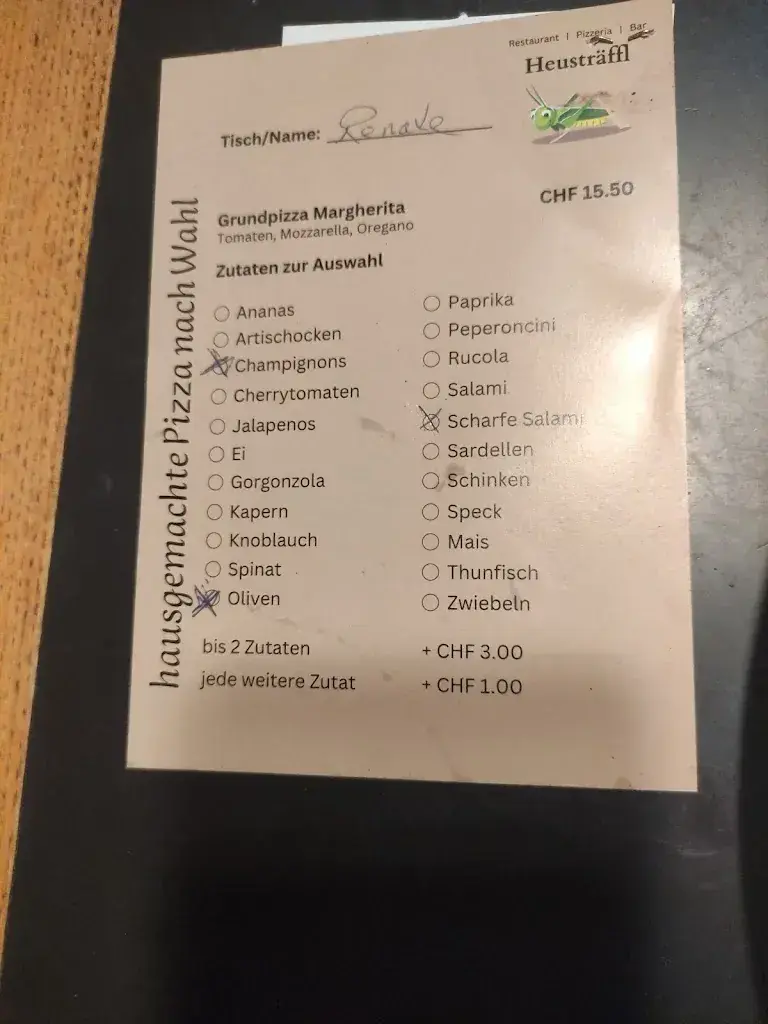 Restaurant | Pizzeria | Bar
Heusträffl
Tisch/Name: Renate
hausgemachte Pizza nach Wahl
Grundpizza Margherita CHF 15.50
Tomaten, Mozzarella, Oregano
Zutaten zur Auswahl
Ananas
Artischocken
Champignons
Cherrytomaten
Jalapenos
Ei
Gorgonzola
Kapern
Knoblauch
Spinat
Oliven
Paprika
Peperoncini
Rucola
Salami
Scharfe Salami
Sardellen
Schinken
Speck
Mais
Thunfisch
Zwiebeln
bis 2 Zutaten + CHF 3.00
jede weitere Zutat + CHF 1.00